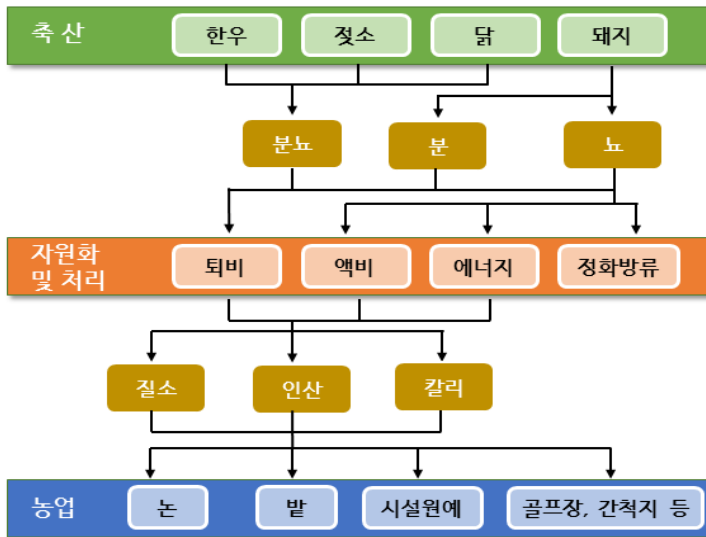 축 산
한우
젖소
닭
돼지
분뇨
분
뇨
자원화
및 처리
퇴비
액비
에너지
정화방류
질소
인산
칼리
농업
논
밭
시설원예
골프장, 간척지 등